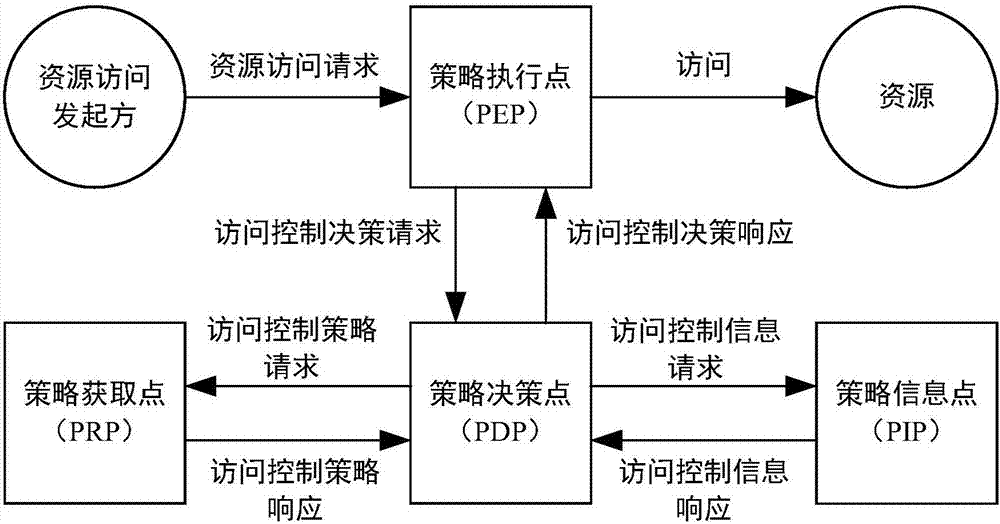 资源访问
发起方
资源访问请求
策略执行点
（PEP）
访问
资源
访问控制决策请求
访问控制决策响应
策略获取点
（PRP）
访问控制策略
请求
访问控制策略
响应
策略决策点
（PDP）
访问控制信息
请求
访问控制信息
响应
策略信息点
（PIP）